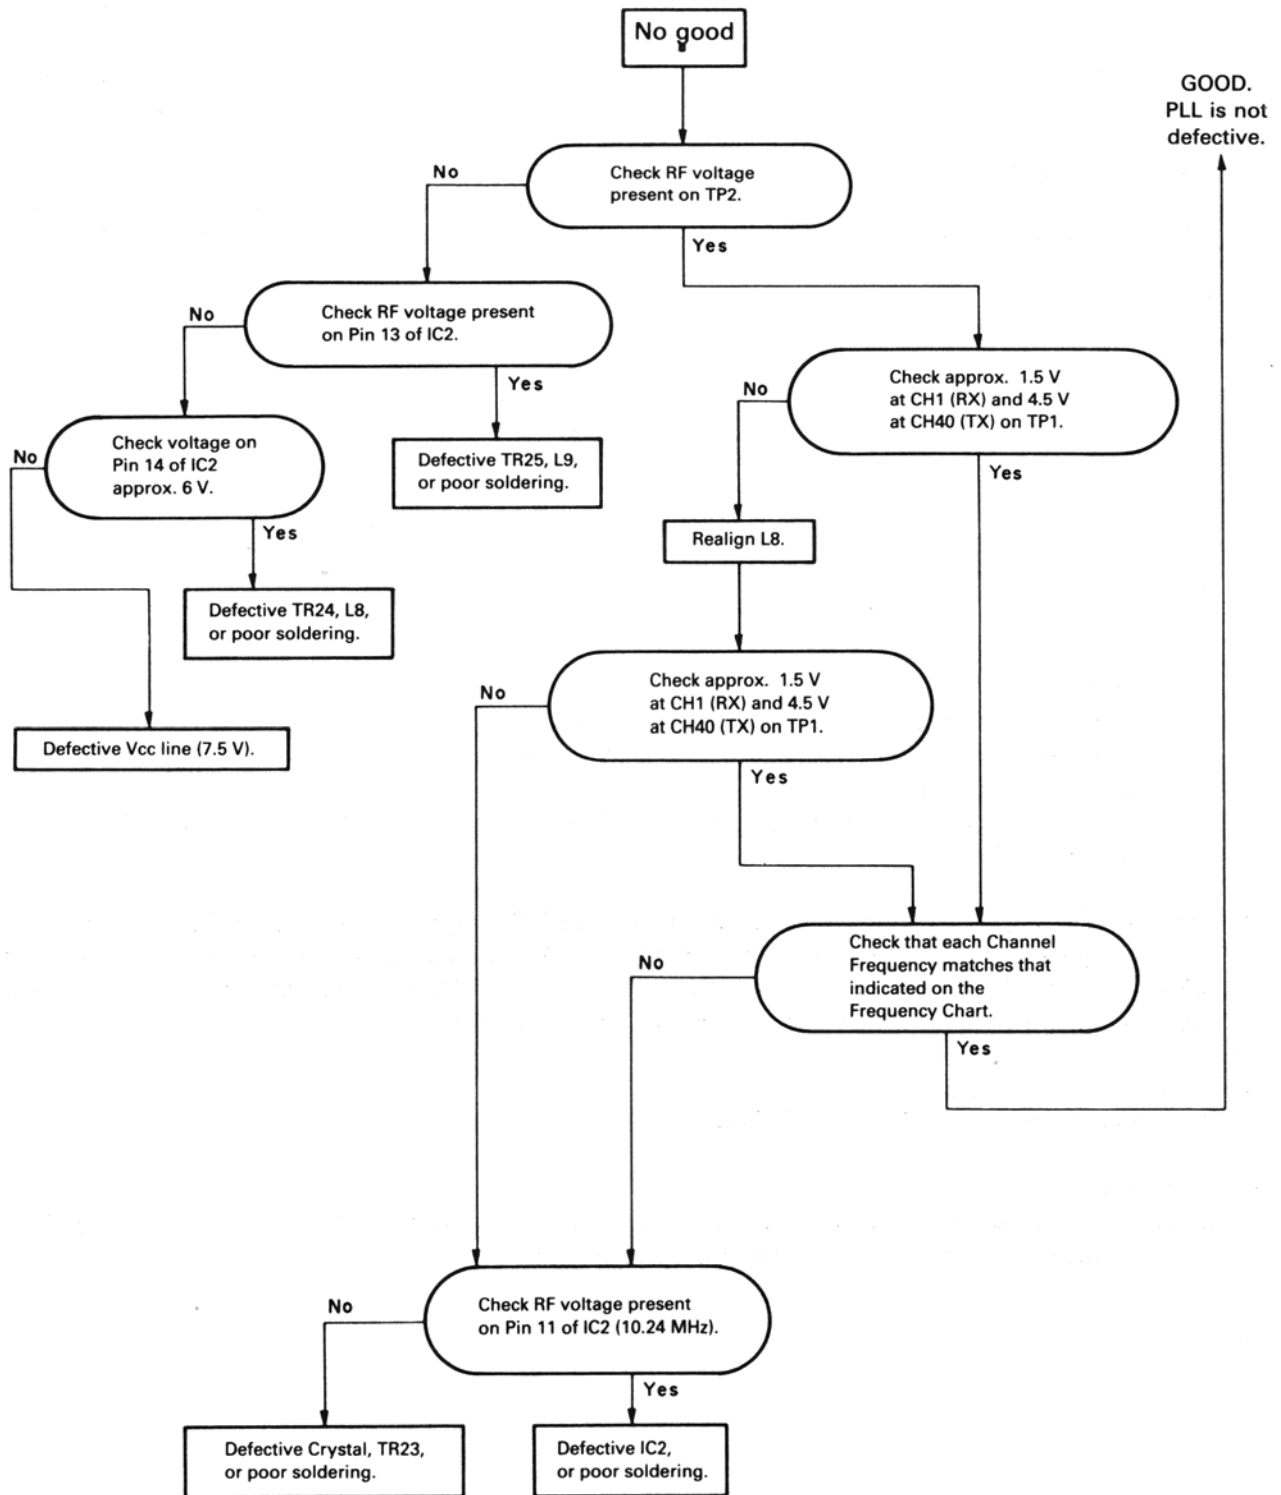 No good
GOOD.
PLL is not
defective.
Check RF voltage
present on TP2.
No
Yes
Check RF voltage present
on Pin 13 of IC2.
No
Yes
Check approx. 1.5 V
at CH1 (RX) and 4.5 V
at CH40 (TX) on TP1.
No
Yes
Check voltage on
Pin 14 of IC2
approx. 6 V.
No
Yes
Defective TR25, L9,
or poor soldering.
Realign L8.
Defective TR24, L8,
or poor soldering.
Defective Vcc line (7.5 V).
Check approx. 1.5 V
at CH1 (RX) and 4.5 V
at CH40 (TX) on TP1.
No
Yes
Check that each Channel
Frequency matches that
indicated on the
Frequency Chart.
No
Yes
Check RF voltage present
on Pin 11 of IC2 (10.24 MHz).
No
Yes
Defective Crystal, TR23,
or poor soldering.
Defective IC2,
or poor soldering.